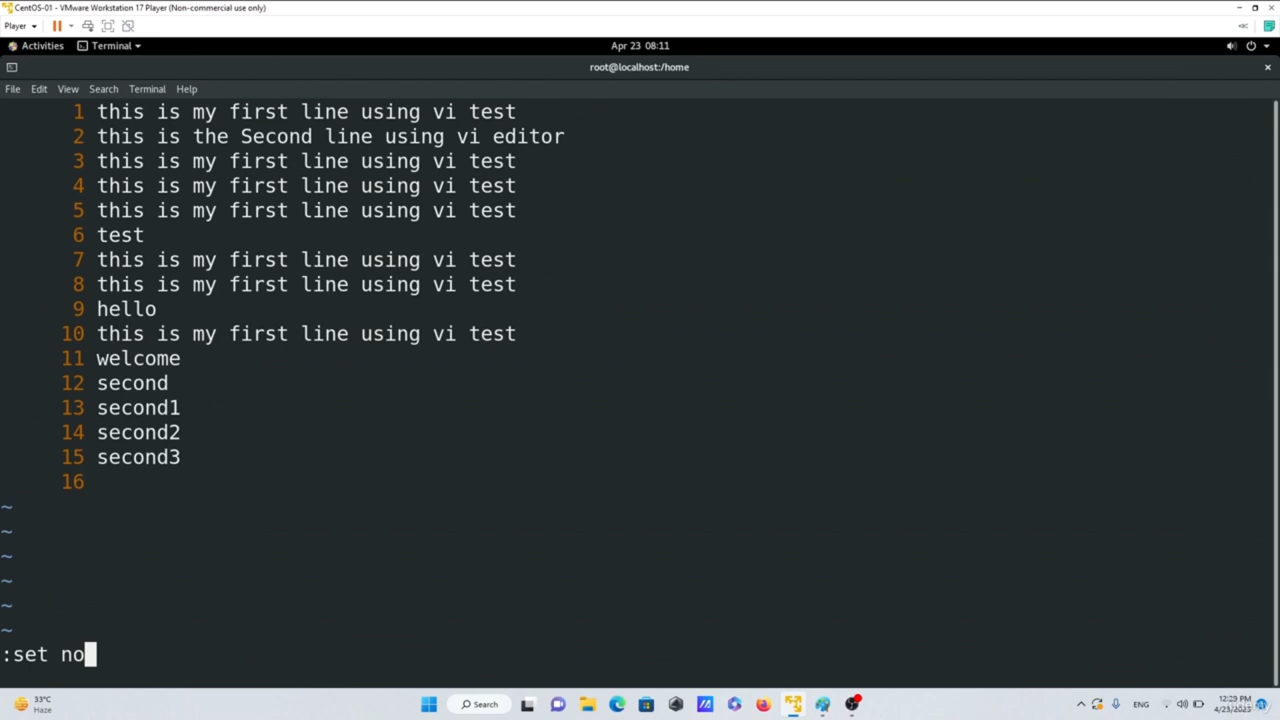 CentOS-01 - VMware Workstation 17 Player (Non-commercial use only)
Player
Activities
Terminal
Apr 23 08:11
root@localhost:/home
File Edit View Search Terminal Help
1 this is my first line using vi test
2 this is the Second line using vi editor
3 this is my first line using vi test
4 this is my first line using vi test
5 this is my first line using vi test
6 test
7 this is my first line using vi test
8 this is my first line using vi test
9 hello
10 this is my first line using vi test
11 welcome
12 second
13 second1
14 second2
15 second3
16
~
~
~
~
~
~
:set no
33°C
Haze
Search
ENG
12:29 PM
4/23/2023